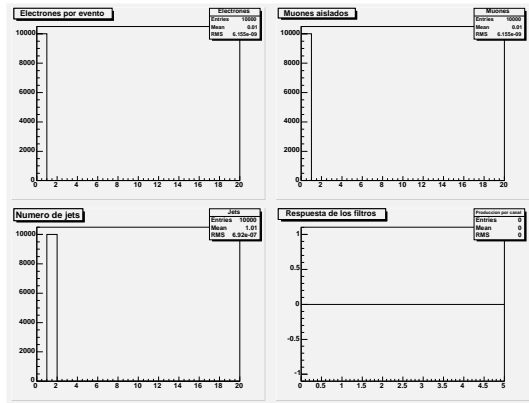 Electrones por evento
Electrones
Entries 10000
Mean 0.01
RMS 6.155e-09
10000
8000
6000
4000
2000
0
0 2 4 6 8 10 12 14 16 18 20
Muones aislados
Muones
Entries 10000
Mean 0.01
RMS 6.155e-09
10000
8000
6000
4000
2000
0
0 2 4 6 8 10 12 14 16 18 20
Numero de jets
Jets
Entries 10000
Mean 1.01
RMS 6.92e-07
10000
8000
6000
4000
2000
0
0 2 4 6 8 10 12 14 16 18 20
Respuesta de los filtros
Produccion por canal
Entries 0
Mean 0
RMS 0
1
0.5
0
-0.5
-1
0 0.5 1 1.5 2 2.5 3 3.5 4 4.5 5